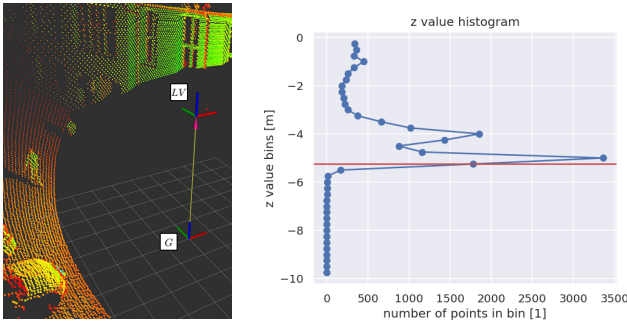 LV
G
z value histogram
z value bins [m]
0
−2
−4
−6
−8
−10
0 500 1000 1500 2000 2500 3000 3500
number of points in bin [1]